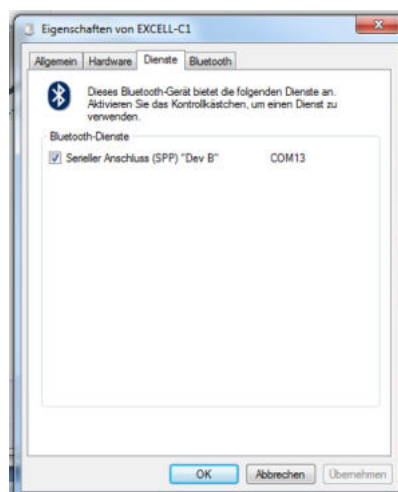 Eigenschaften von EXCELL-C1
Allgemein Hardware Dienste Bluetooth
Dieses Bluetooth-Gerät bietet die folgenden Dienste an.
Aktivieren Sie das Kontrollkästchen, um einen Dienst zu
verwenden.
Bluetooth-Dienste
Serieller Anschluss (SPP) "Dev B" COM13
OK Abbrechen Übernehmen